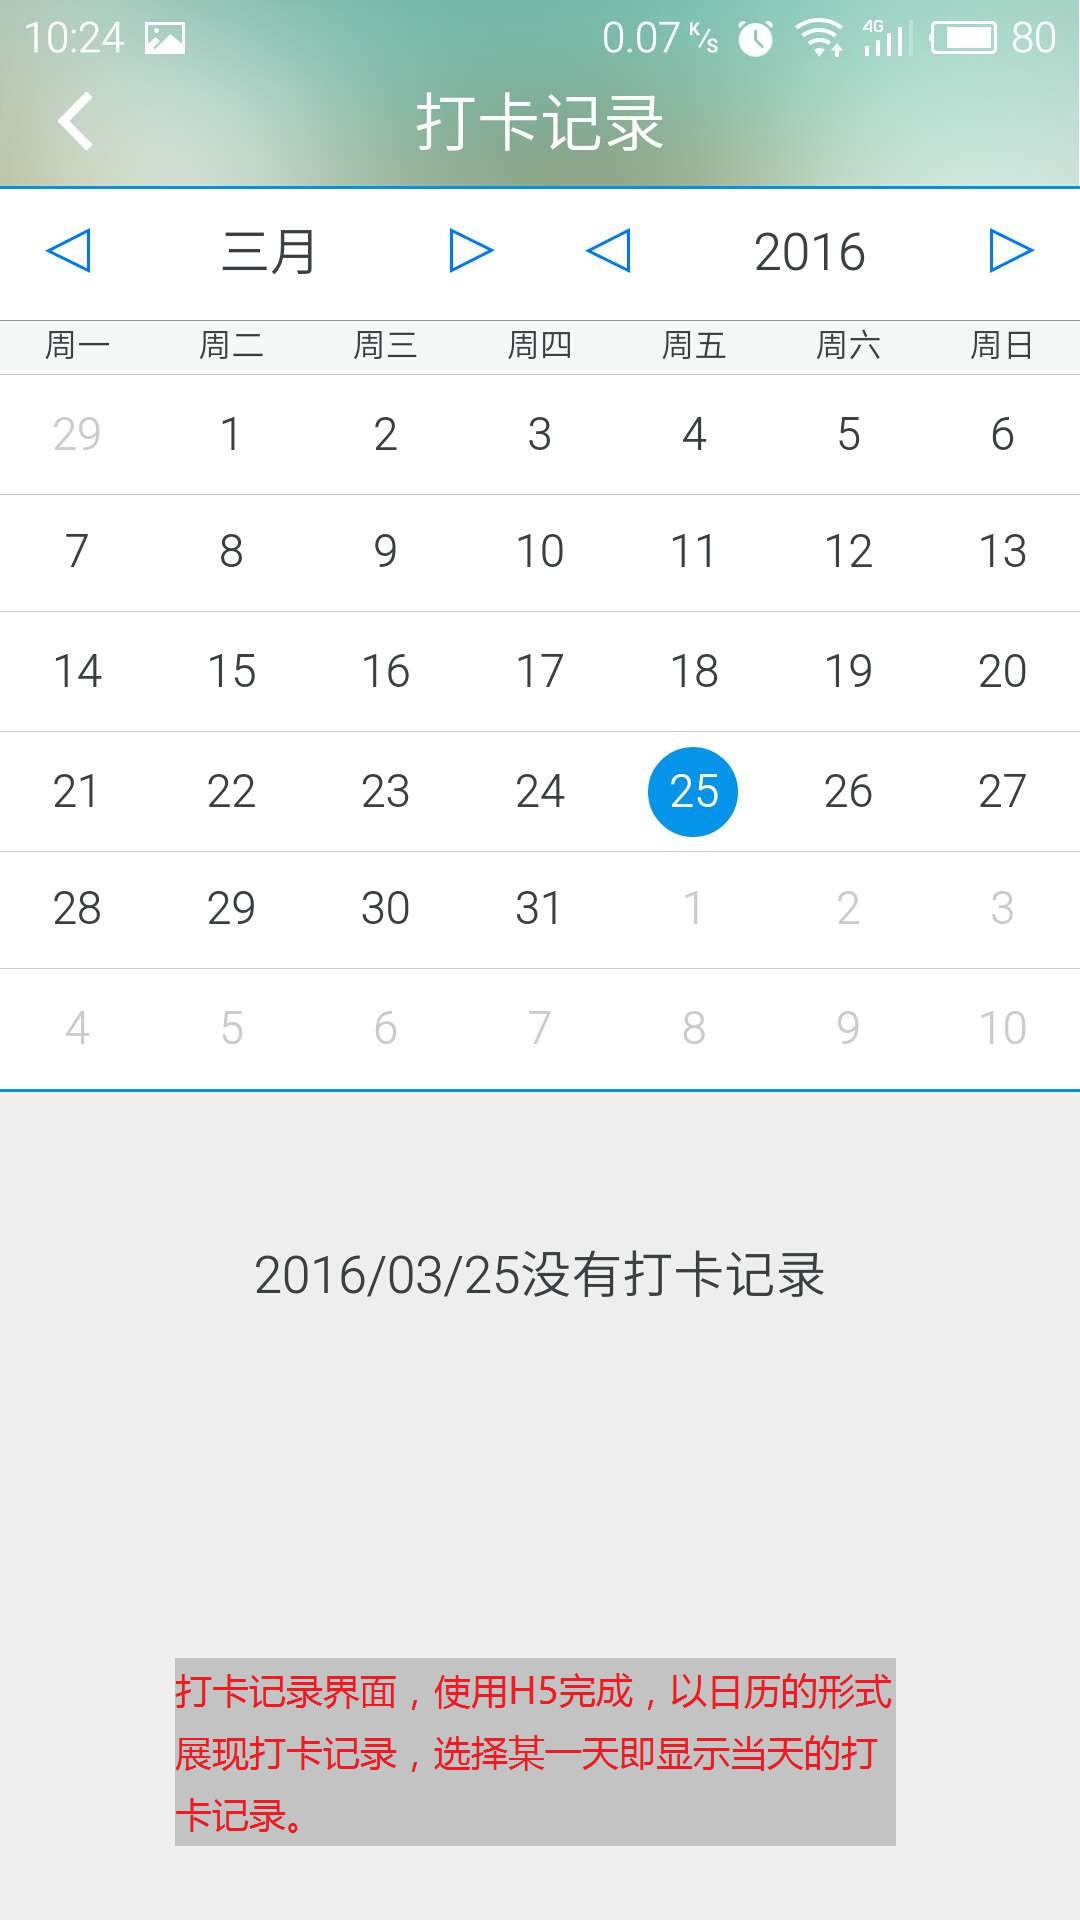 10:24 0.07 K/s 4G 80
打卡记录
三月 2016
周一 周二 周三 周四 周五 周六 周日
29 1 2 3 4 5 6
7 8 9 10 11 12 13
14 15 16 17 18 19 20
21 22 23 24 25 26 27
28 29 30 31 1 2 3
4 5 6 7 8 9 10
2016/03/25没有打卡记录
打卡记录界面，使用H5完成，以日历的形式
展现打卡记录，选择某一天即显示当天的打
卡记录。